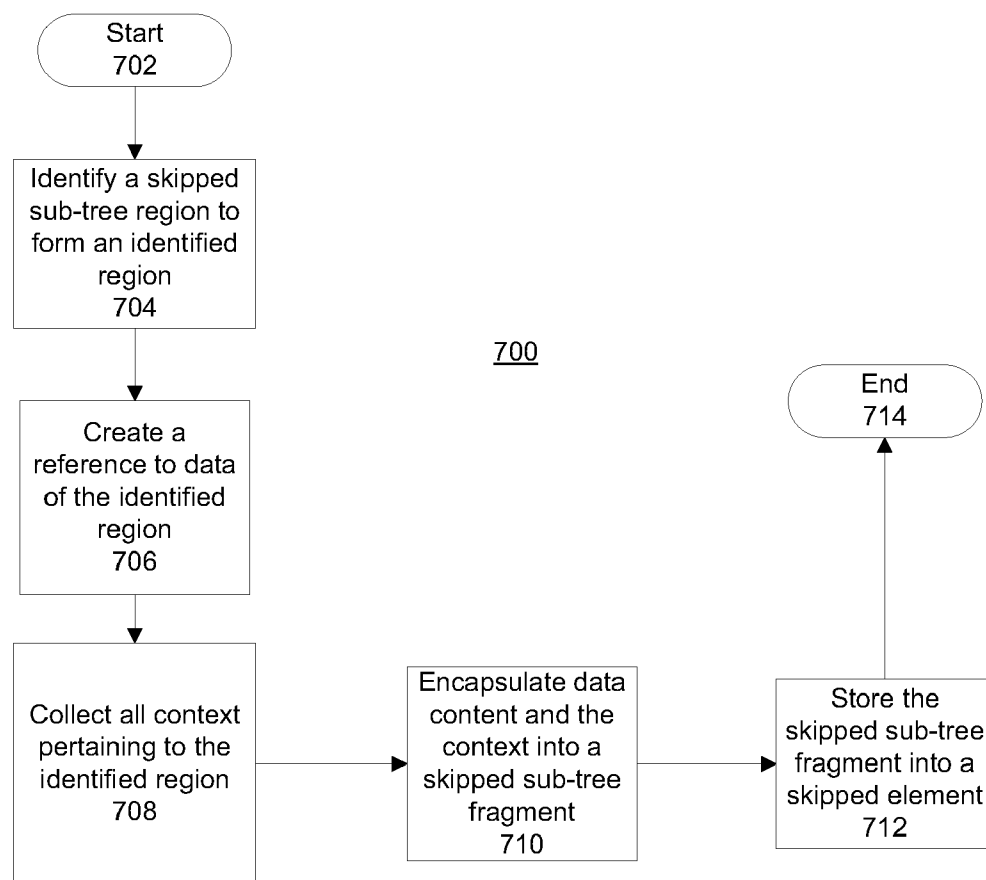 Start
702
Identify a skipped
sub-tree region to
form an identified
region
704
Create a
reference to data
of the identified
region
706
Collect all context
pertaining to the
identified region
708
700
Encapsulate data
content and the
context into a
skipped sub-tree
fragment
710
Store the
skipped sub-tree
fragment into a
skipped element
712
End
714